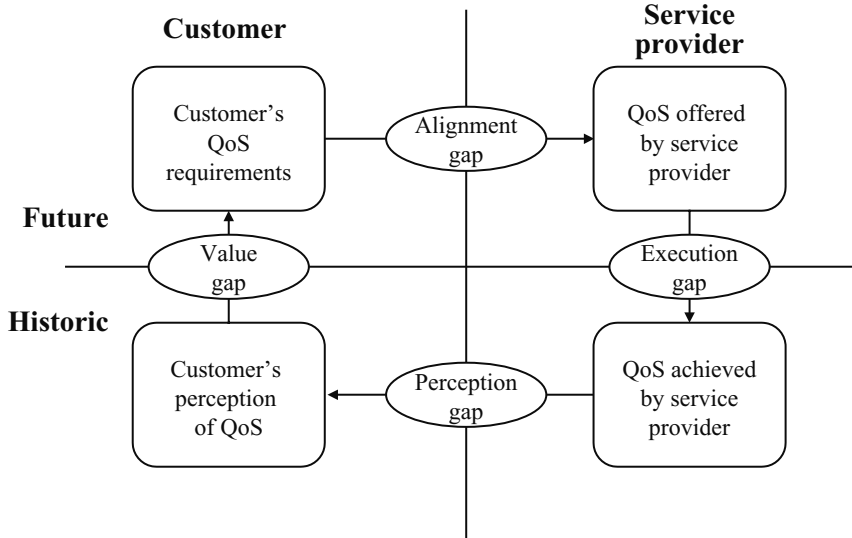 Customer
Service
provider
Customer’s
QoS
requirements
Alignment
gap
QoS offered
by service
provider
Future
Value
gap
Execution
gap
Historic
Customer’s
perception
of QoS
Perception
gap
QoS achieved
by service
provider